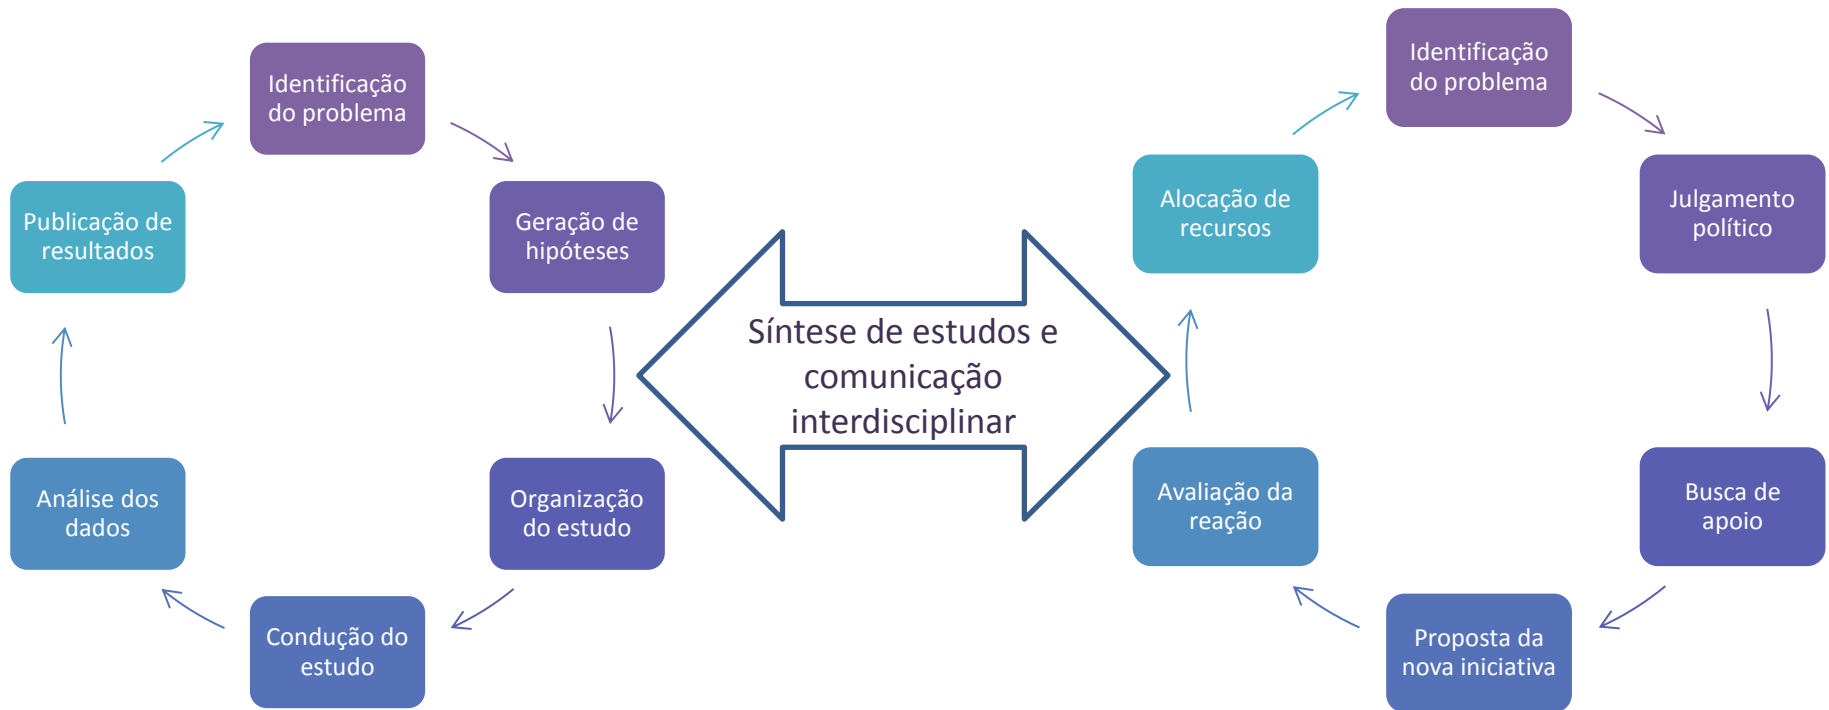 Identificação
do problema
Geração de
hipóteses
Organização
do estudo
Condução do
estudo
Análise dos
dados
Publicação de
resultados
Síntese de estudos e
comunicação
interdisciplinar
Identificação
do problema
Julgamento
político
Busca de
apoio
Proposta da
nova iniciativa
Avaliação da
reação
Alocação de
recursos